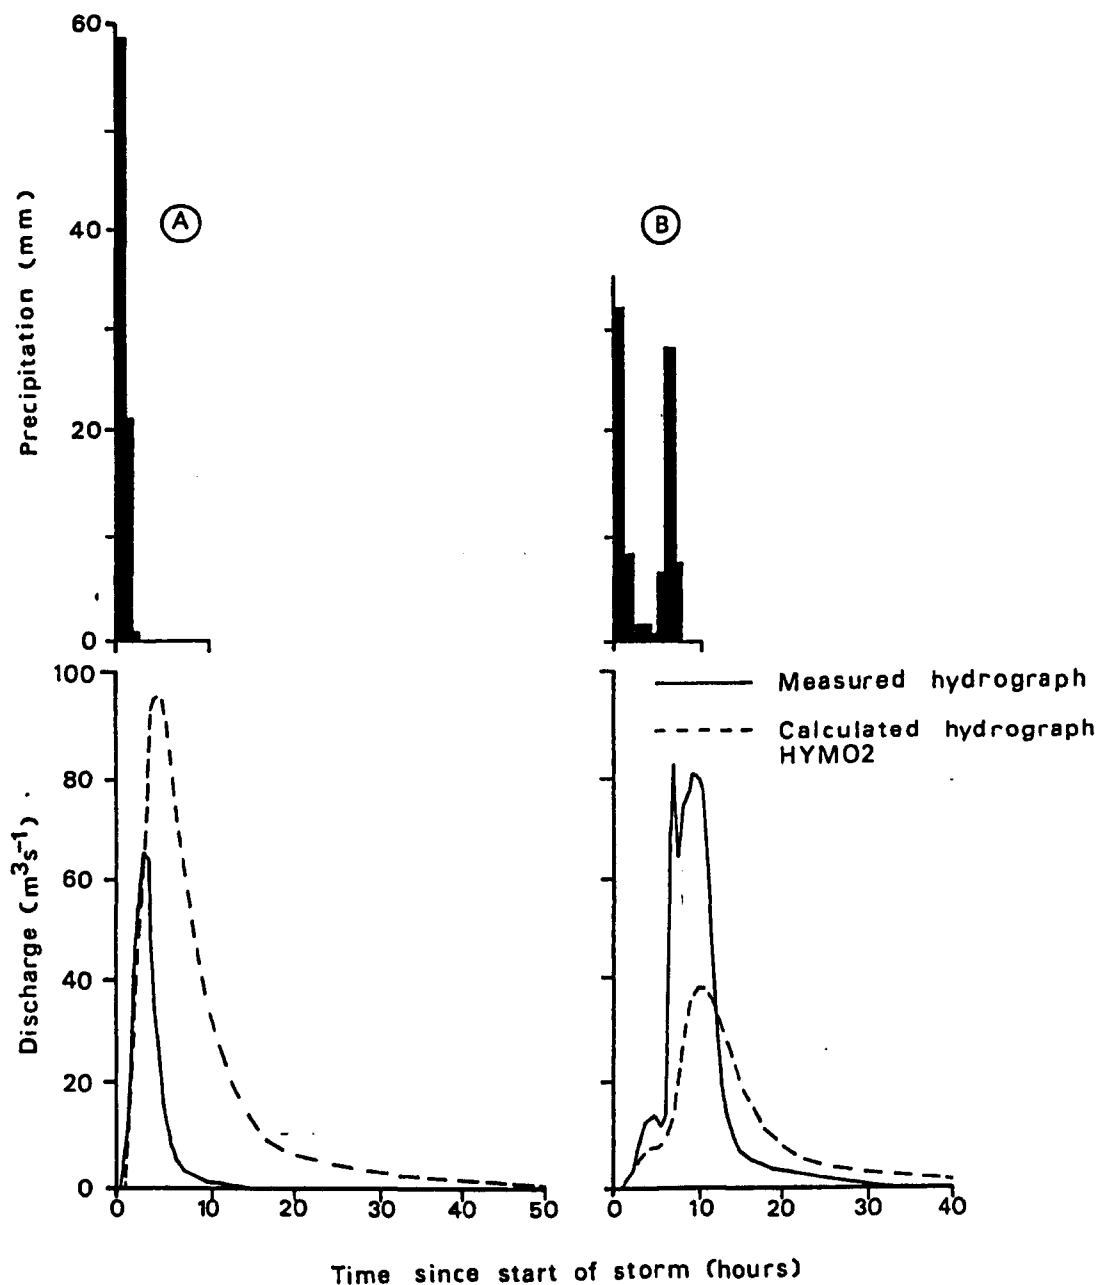 60
40
20
0
Precipitation (mm)
A
B
100
80
60
40
20
0
Discharge (m³s⁻¹)
Measured hydrograph
Calculated hydrograph
HYMO2
0 10 20 30 40 50
0 10 20 30 40
Time since start of storm (hours)